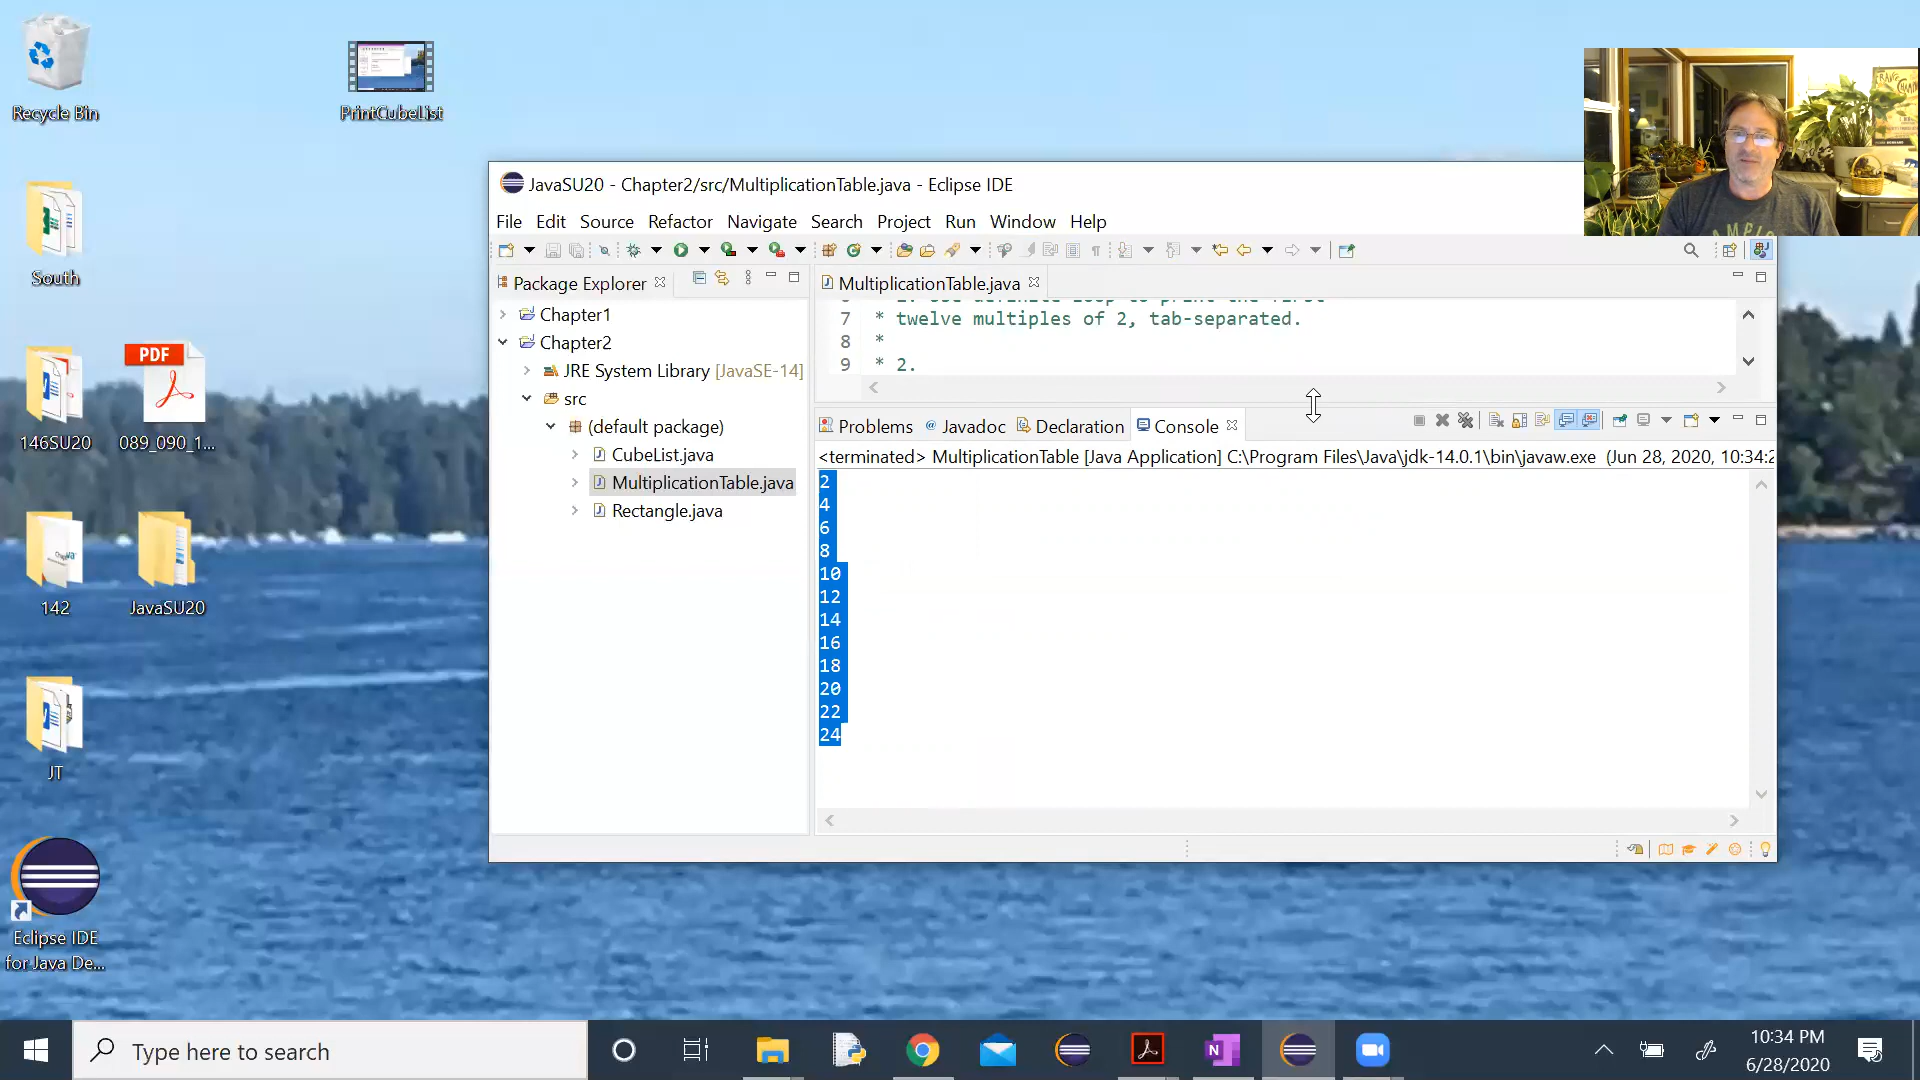 Recycle Bin
PrintCubeList
South
PDF
146SU20
089_090_1...
142
JavaSU20
JT
Eclipse IDE
for Java De...
JavaSU20 - Chapter2/src/MultiplicationTable.java - Eclipse IDE
File Edit Source Refactor Navigate Search Project Run Window Help
Package Explorer
Chapter1
Chapter2
JRE System Library [JavaSE-14]
src
(default package)
CubeList.java
MultiplicationTable.java
Rectangle.java
MultiplicationTable.java
7 * twelve multiples of 2, tab-separated.
8 *
9 * 2.
Problems @ Javadoc Declaration Console
<terminated> MultiplicationTable [Java Application] C:\Program Files\Java\jdk-14.0.1\bin\javaw.exe (Jun 28, 2020, 10:34:2
2
4
6
8
10
12
14
16
18
20
22
24
Type here to search
10:34 PM
6/28/2020